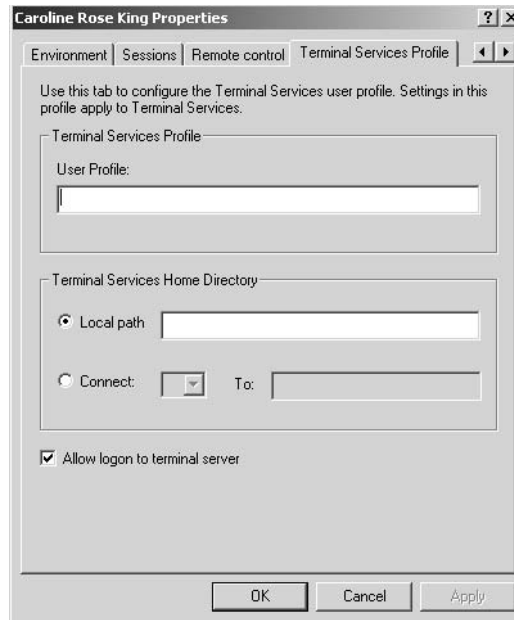 Caroline Rose King Properties
Environment Sessions Remote control Terminal Services Profile
Use this tab to configure the Terminal Services user profile. Settings in this
profile apply to Terminal Services.
Terminal Services Profile
User Profile:
Terminal Services Home Directory
Local path
Connect: To:
Allow logon to terminal server
OK Cancel Apply